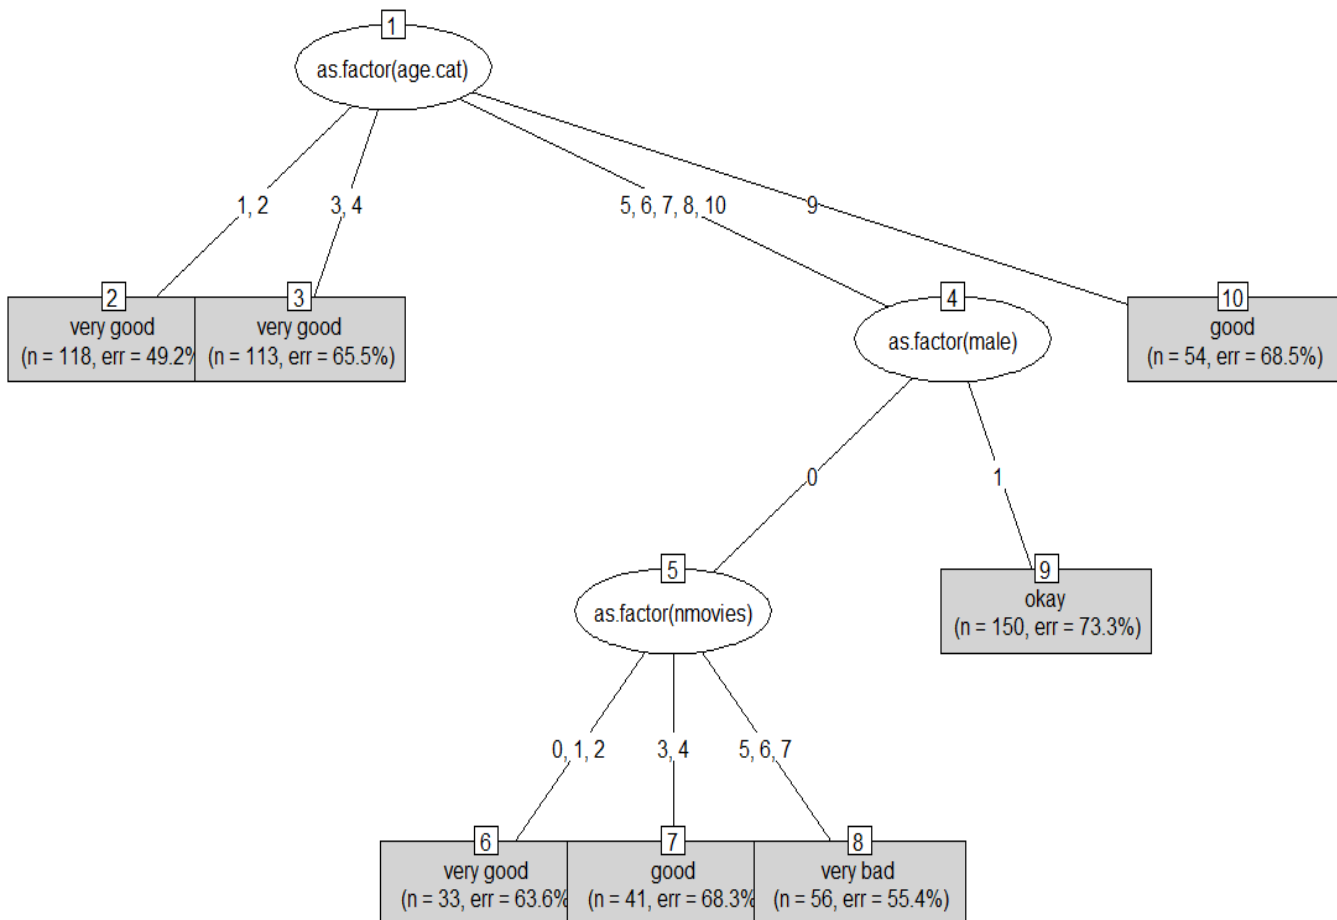 1
as.factor(age.cat)
1, 2
3, 4
5, 6, 7, 8, 10
9
2
very good
(n = 118, err = 49.2%
3
very good
(n = 113, err = 65.5%)
4
as.factor(male)
10
good
(n = 54, err = 68.5%)
0
1
5
as.factor(nmovies)
9
okay
(n = 150, err = 73.3%)
0, 1, 2
3, 4
5, 6, 7
6
very good
(n = 33, err = 63.6%
7
good
(n = 41, err = 68.3%
8
very bad
(n = 56, err = 55.4%)